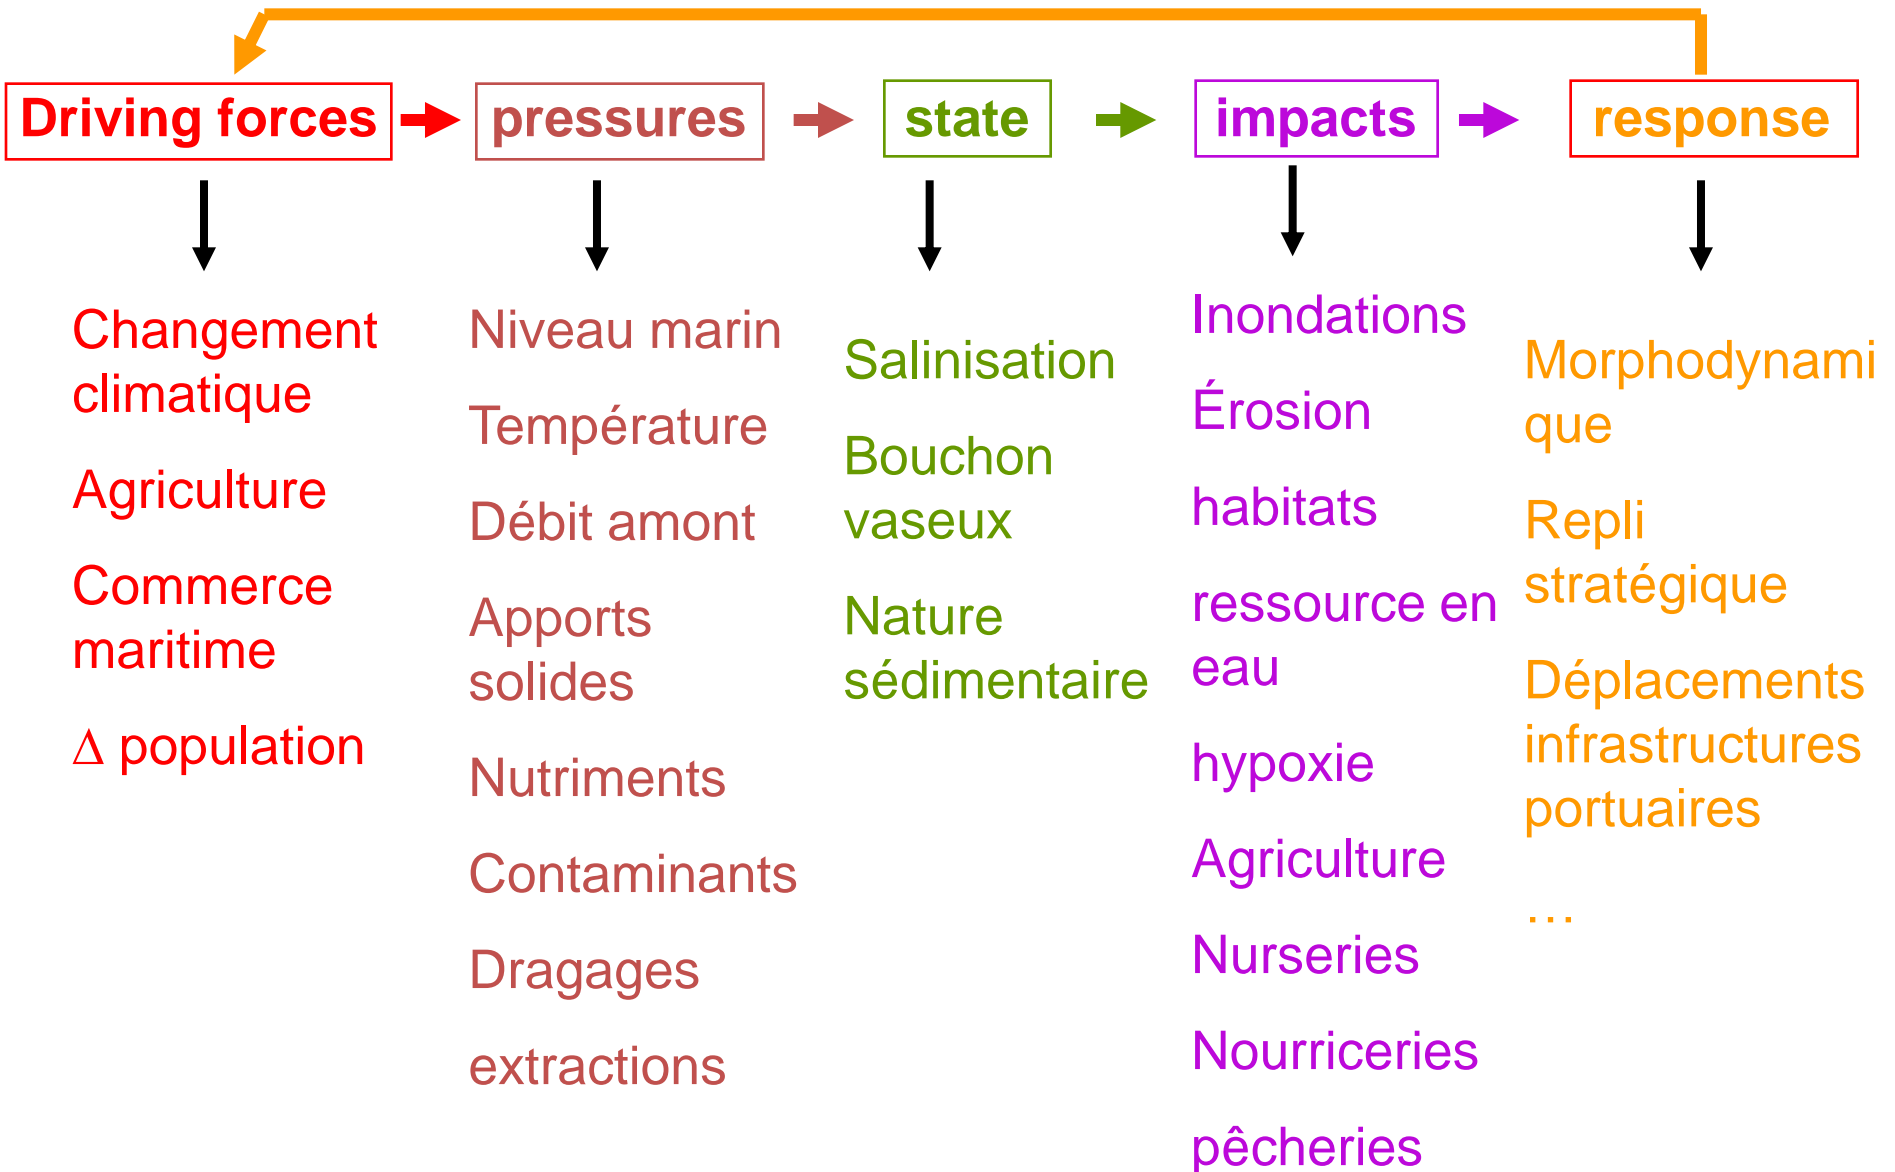 Driving forces
pressures
state
impacts
response
Changement
climatique
Agriculture
Commerce
maritime
Δ population
Niveau marin
Température
Débit amont
Apports
solides
Nutriments
Contaminants
Dragages
extractions
Salinisation
Bouchon
vaseux
Nature
sédimentaire
Inondations
Érosion
habitats
ressource en
eau
hypoxie
Agriculture
Nurseries
Nourriceries
pêcheries
Morphodynami
que
Repli
stratégique
Déplacements
infrastructures
portuaires
…